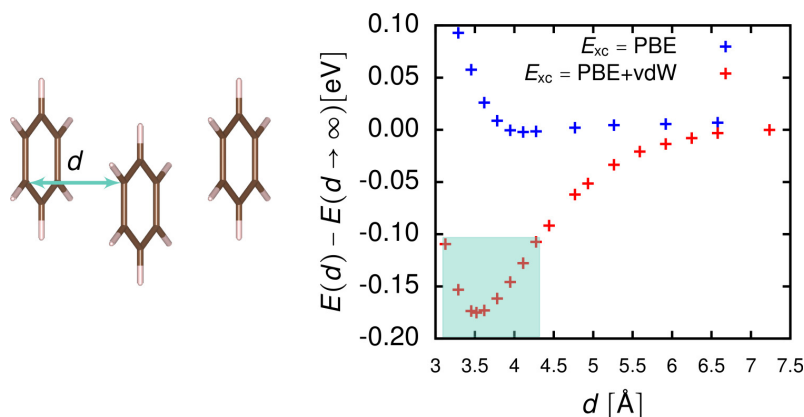 d
E(d) – E(d → ∞)[eV]
0.10
0.05
0.00
-0.05
-0.10
-0.15
-0.20
E_xc = PBE
E_xc = PBE+vdW
3 3.5 4 4.5 5 5.5 6 6.5 7 7.5
d [Å]